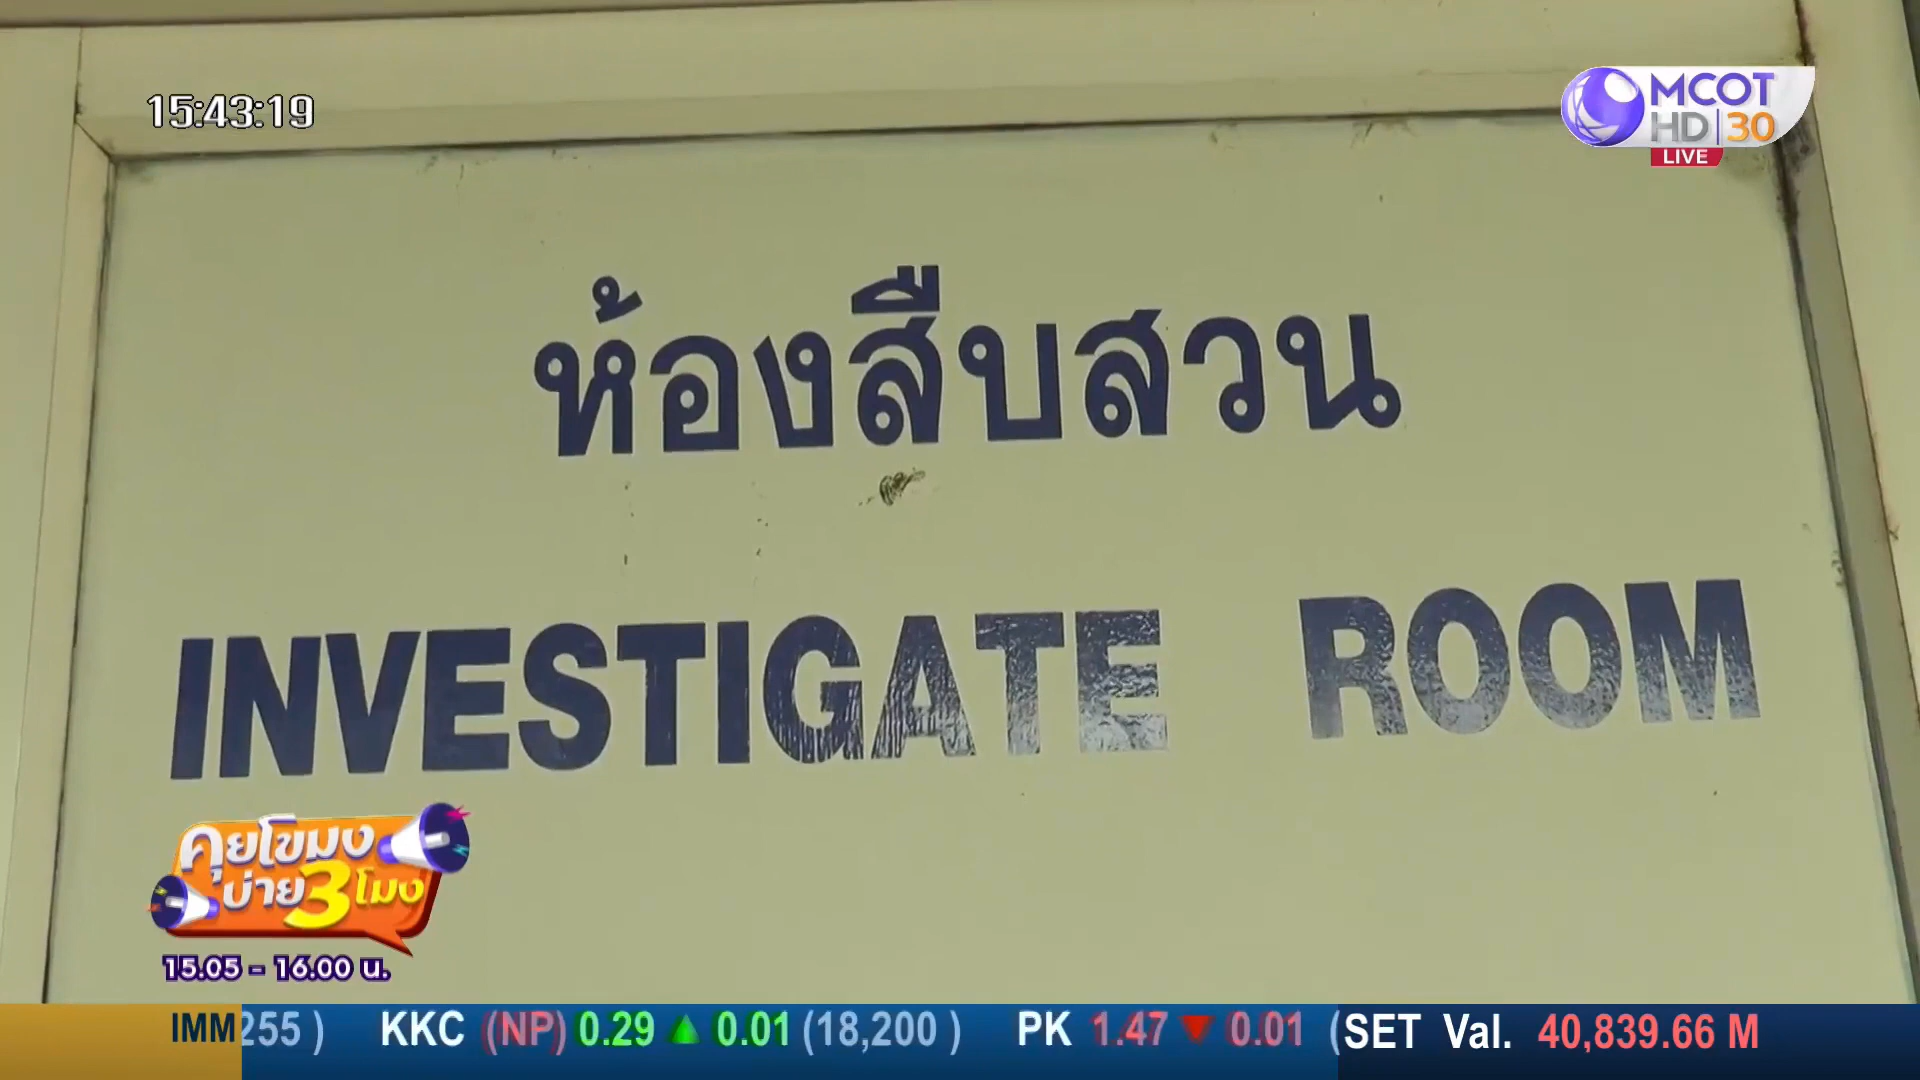 15:43:19
MCOT
HD 30
LIVE
ห้องสืบสวน
INVESTIGATE ROOM
คุยโขมง
บ่าย 3 โมง
15.05 - 16.00 น.
IMM 255 ) KKC (NP) 0.29 ▲ 0.01 (18,200 ) PK 1.47 ▼ 0.01 ( SET Val. 40,839.66 M